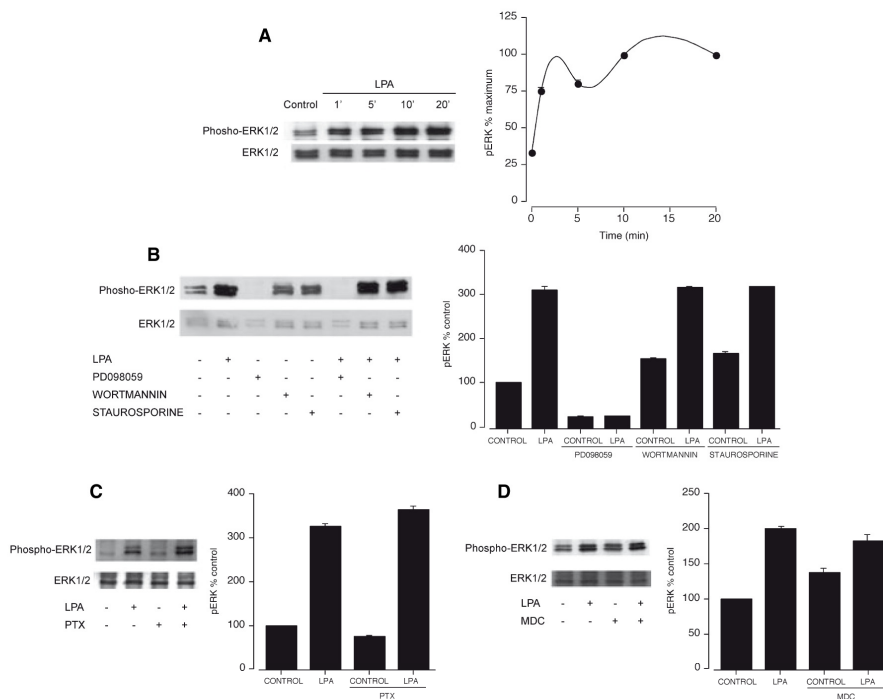 A
LPA
Control 1' 5' 10' 20'
Phosho-ERK1/2
ERK1/2
pERK % maximum
125
100
75
50
25
0
0 5 10 15 20
Time (min)
B
Phosho-ERK1/2
ERK1/2
LPA - + - - - + + +
PD098059 - - + - - + - -
WORTMANNIN - - - + - - + -
STAUROSPORINE - - - - + - - +
pERK % control
400
300
200
100
0
CONTROL LPA CONTROL LPA CONTROL LPA CONTROL LPA
PD098059 WORTMANNIN STAUROSPORINE
C
Phospho-ERK1/2
ERK1/2
LPA - + - +
PTX - - + +
pERK % control
400
300
200
100
0
CONTROL LPA CONTROL LPA
PTX
D
Phospho-ERK1/2
ERK1/2
LPA - + - +
MDC - - + +
pERK % control
250
200
150
100
50
0
CONTROL LPA CONTROL LPA
MDC